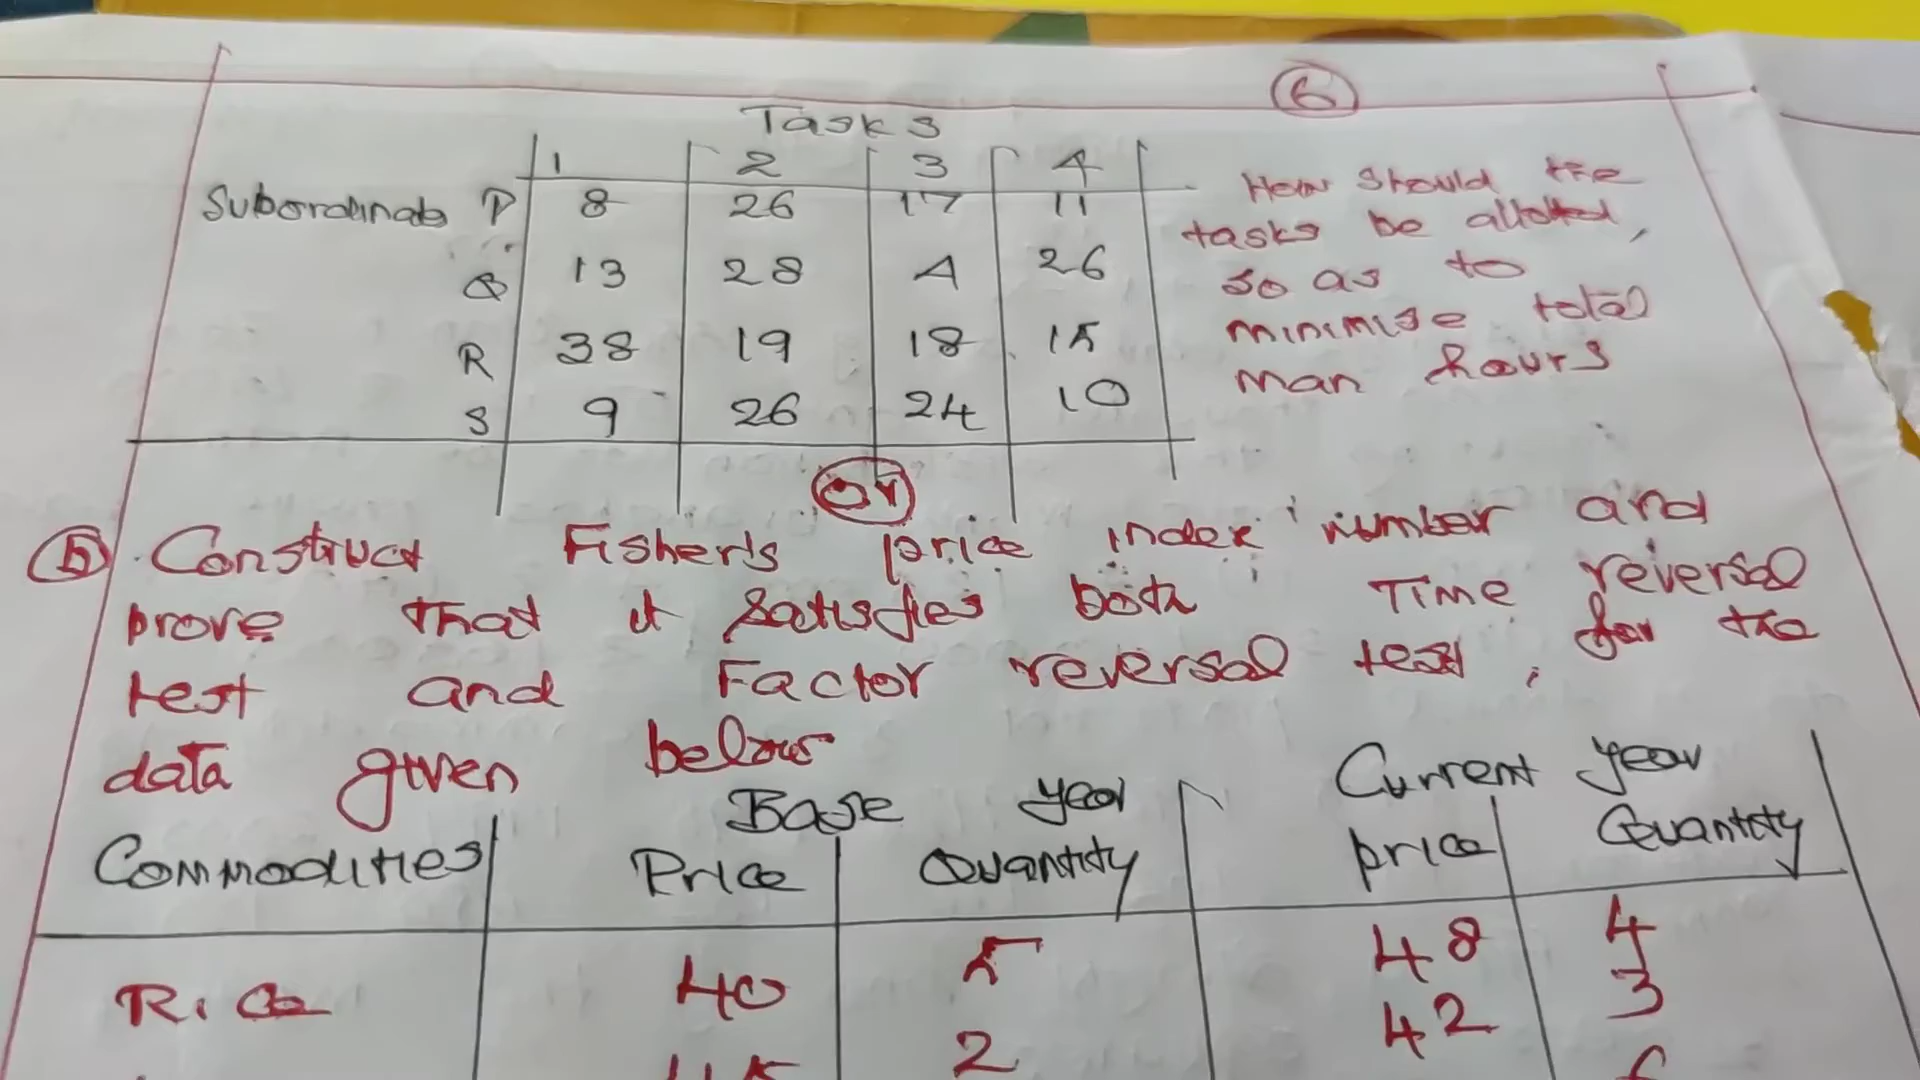 6
Tasks
1 2 3 4
Subordinats P 8 26 17 11
Q 13 28 4 26
R 38 19 18 15
S 9 26 24 10
How should the
tasks be allotted,
so as to
minimise total
man hours
or
b Construct Fisher's price index number and
prove that it satisfies both Time reversal
test and Factor reversal test, for the
data given below
Base year Current year
Commodities Price Quantity price Quantity
Rice 40 5 48 4
2 42 3